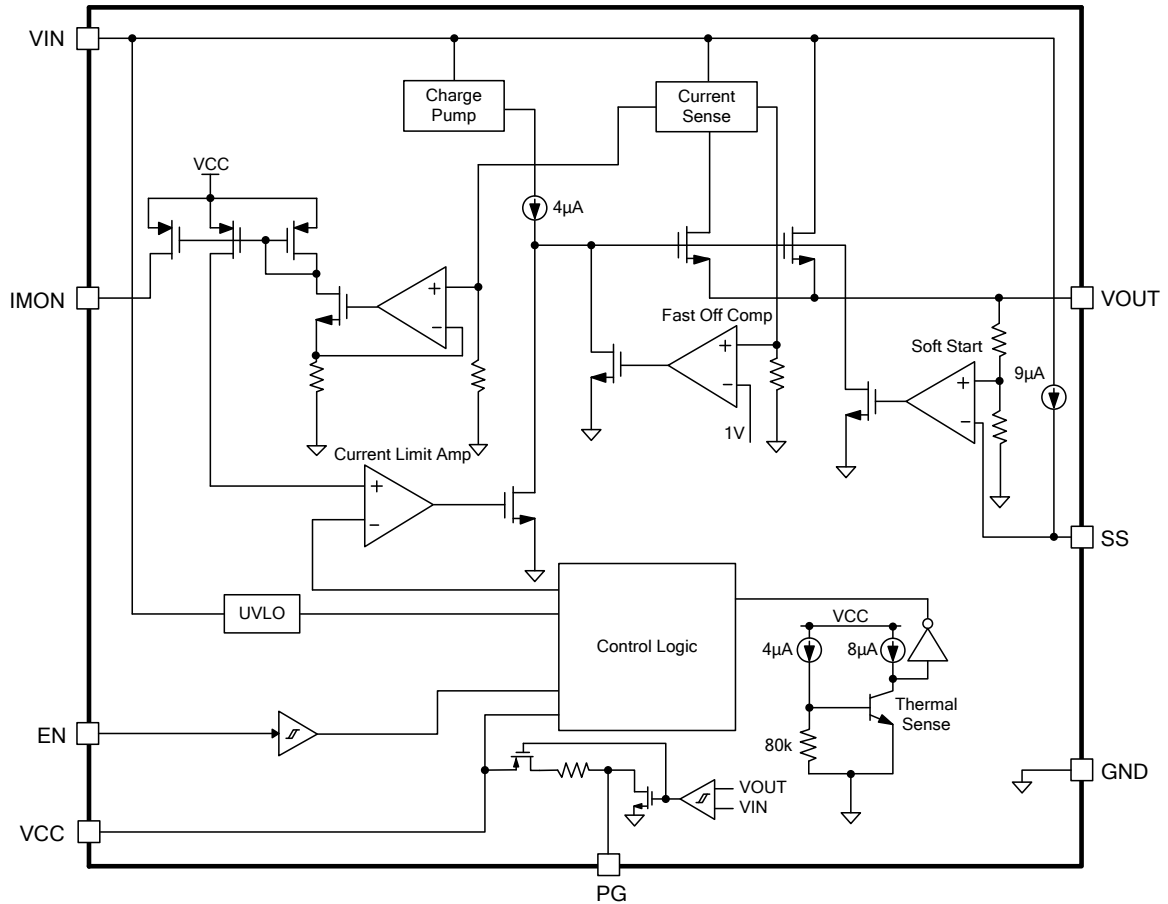 VIN
Charge
Pump
Current
Sense
VCC
4µA
IMON
VOUT
+
−
Fast Off Comp
+
−
1V
Soft Start
+
−
9µA
Current Limit Amp
+
−
SS
UVLO
Control Logic
VCC
4µA
8µA
Thermal
Sense
80k
EN
GND
VOUT
VIN
VCC
PG